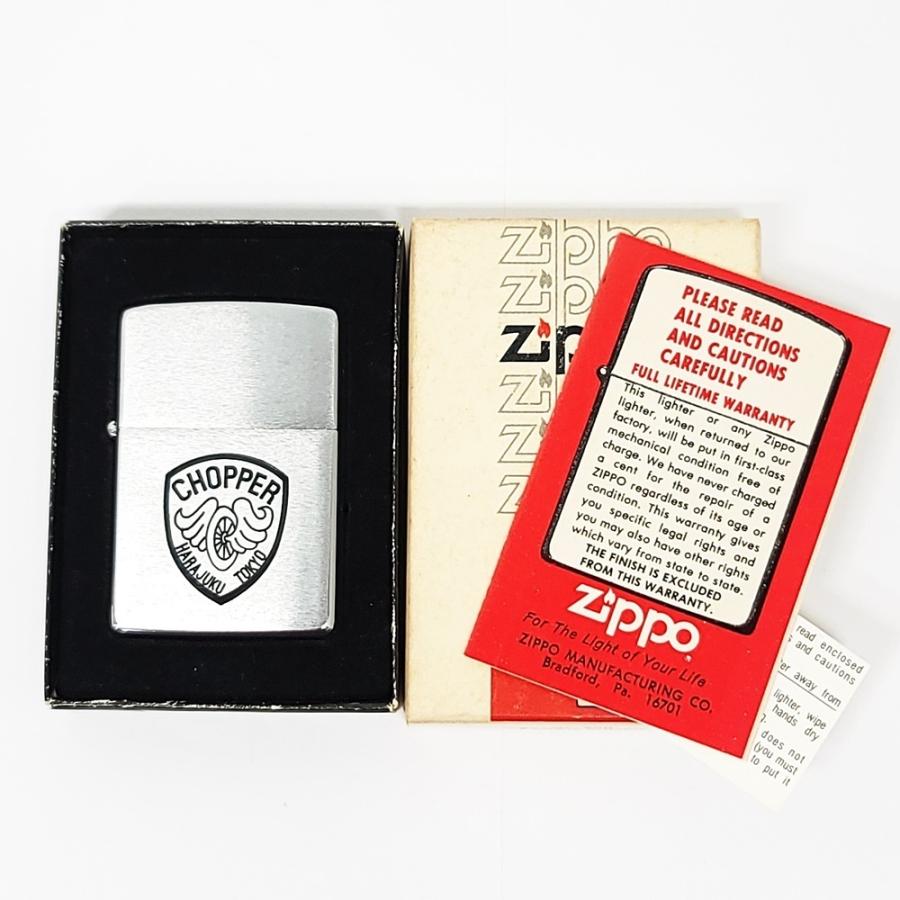 CHOPPER
HARAJUKU TOKYO
Zippo
Zippo
Zip
Zi
Zi
Zi
PLEASE READ
ALL DIRECTIONS
AND CAUTIONS
CAREFULLY
FULL LIFETIME WARRANTY
This lighter or any Zippo
lighter, when returned to our
factory, will be put in first-class
mechanical condition free of
charge. We have never charged
a cent for the repair of a
ZIPPO regardless of its age or
condition. This warranty gives
you specific legal rights and
you may also have other rights
which vary from state to state.
THE FINISH IS EXCLUDED
FROM THIS WARRANTY.
Zippo
For The Light of Your Life
ZIPPO MANUFACTURING CO.
Bradford, Pa. 16701
read enclosed
and cautions
away from
lighter, wipe
hands dry
does not
(you must
to put it